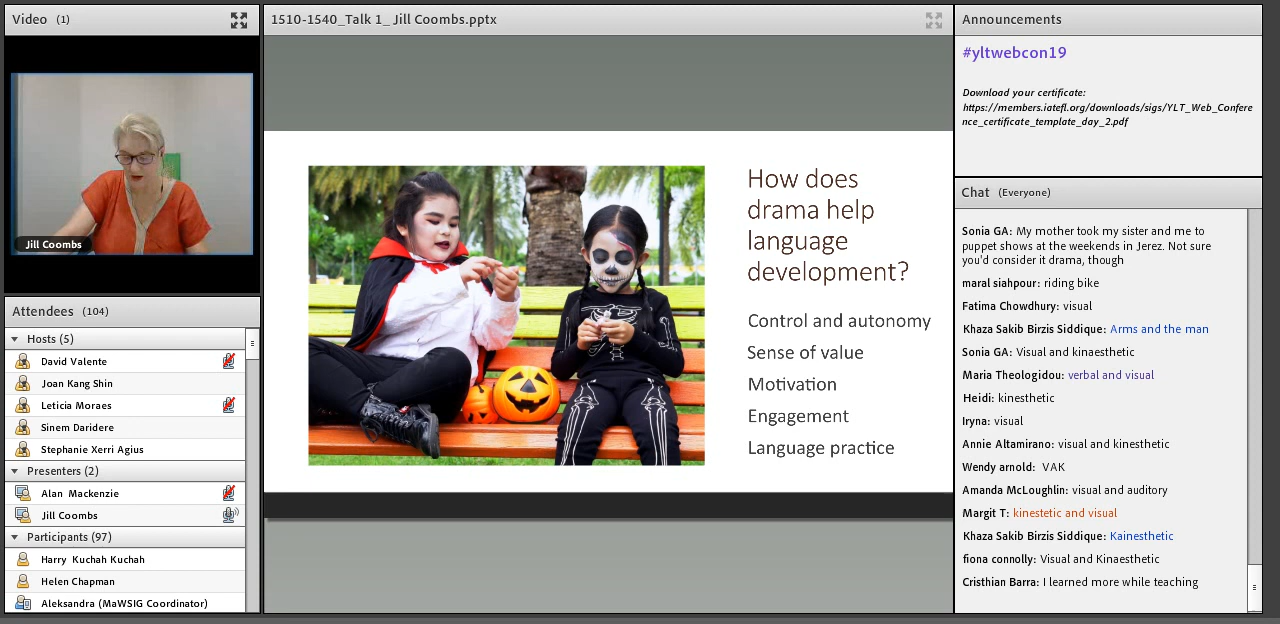 Video (1)
Jill Coombs
Attendees (104)
Hosts (5)
David Valente
Joan Kang Shin
Leticia Moraes
Sinem Daridere
Stephanie Xerri Agius
Presenters (2)
Alan Mackenzie
Jill Coombs
Participants (97)
Harry Kuchah Kuchah
Helen Chapman
Aleksandra (MaWSIG Coordinator)
1510-1540_Talk 1_ Jill Coombs.pptx
How does
drama help
language
development?
Control and autonomy
Sense of value
Motivation
Engagement
Language practice
Announcements
#yltwebcon19
Download your certificate:
https://members.iatefl.org/downloads/sigs/YLT_Web_Confere
nce_certificate_template_day_2.pdf
Chat (Everyone)
Sonia GA: My mother took my sister and me to
puppet shows at the weekends in Jerez. Not sure
you'd consider it drama, though
maral siahpour: riding bike
Fatima Chowdhury: visual
Khaza Sakib Birzis Siddique: Arms and the man
Sonia GA: Visual and kinaesthetic
Maria Theologidou: verbal and visual
Heidi: kinesthetic
Iryna: visual
Annie Altamirano: visual and kinesthetic
Wendy arnold: VAK
Amanda McLoughlin: visual and auditory
Margit T: kinestetic and visual
Khaza Sakib Birzis Siddique: Kainesthetic
fiona connolly: Visual and Kinaesthetic
Cristhian Barra: I learned more while teaching